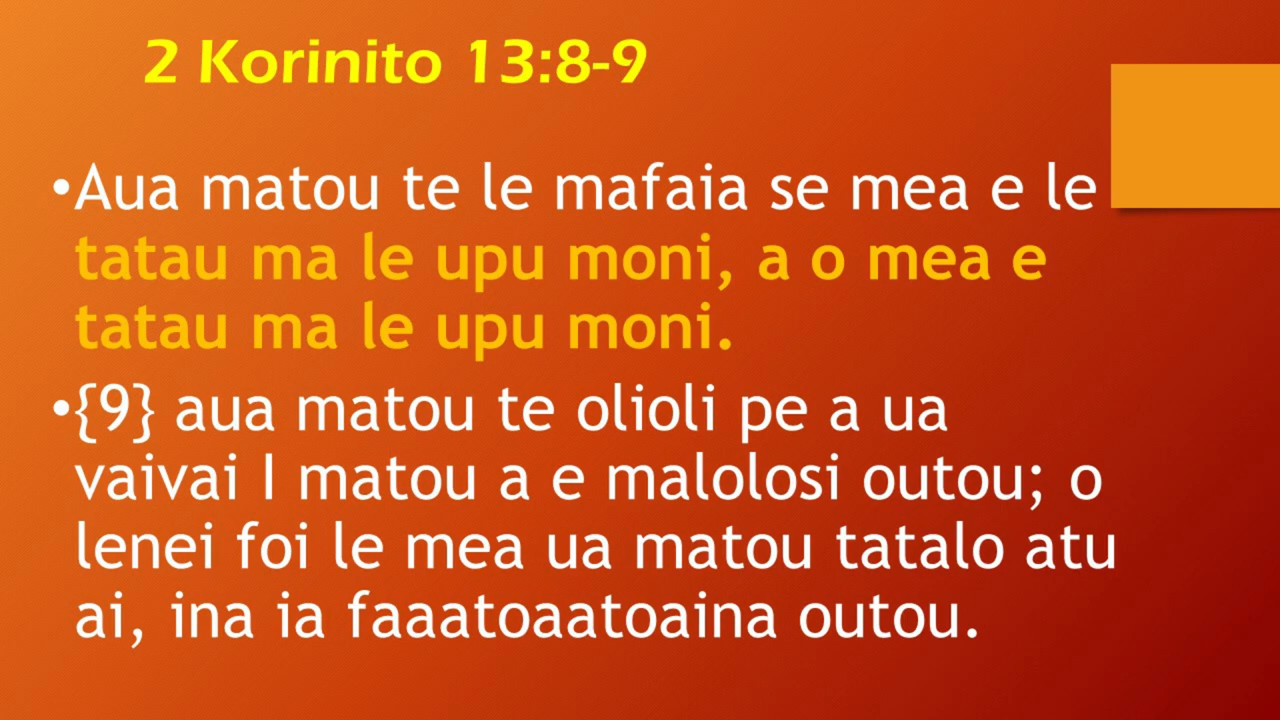 2 Korinito 13:8-9
•Aua matou te le mafaia se mea e le
tatau ma le upu moni, a o mea e
tatau ma le upu moni.
•{9} aua matou te olioli pe a ua
vaivai I matou a e malolosi outou; o
lenei foi le mea ua matou tatalo atu
ai, ina ia faaatoaatoaina outou.